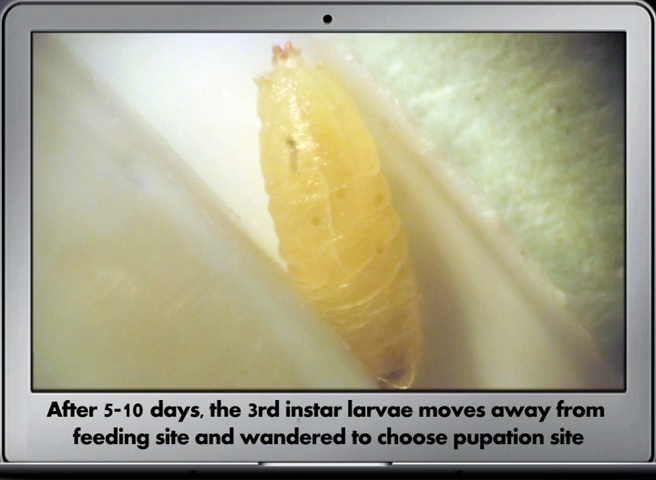 After 5-10 days, the 3rd instar larvae moves away from
feeding site and wandered to choose pupation site